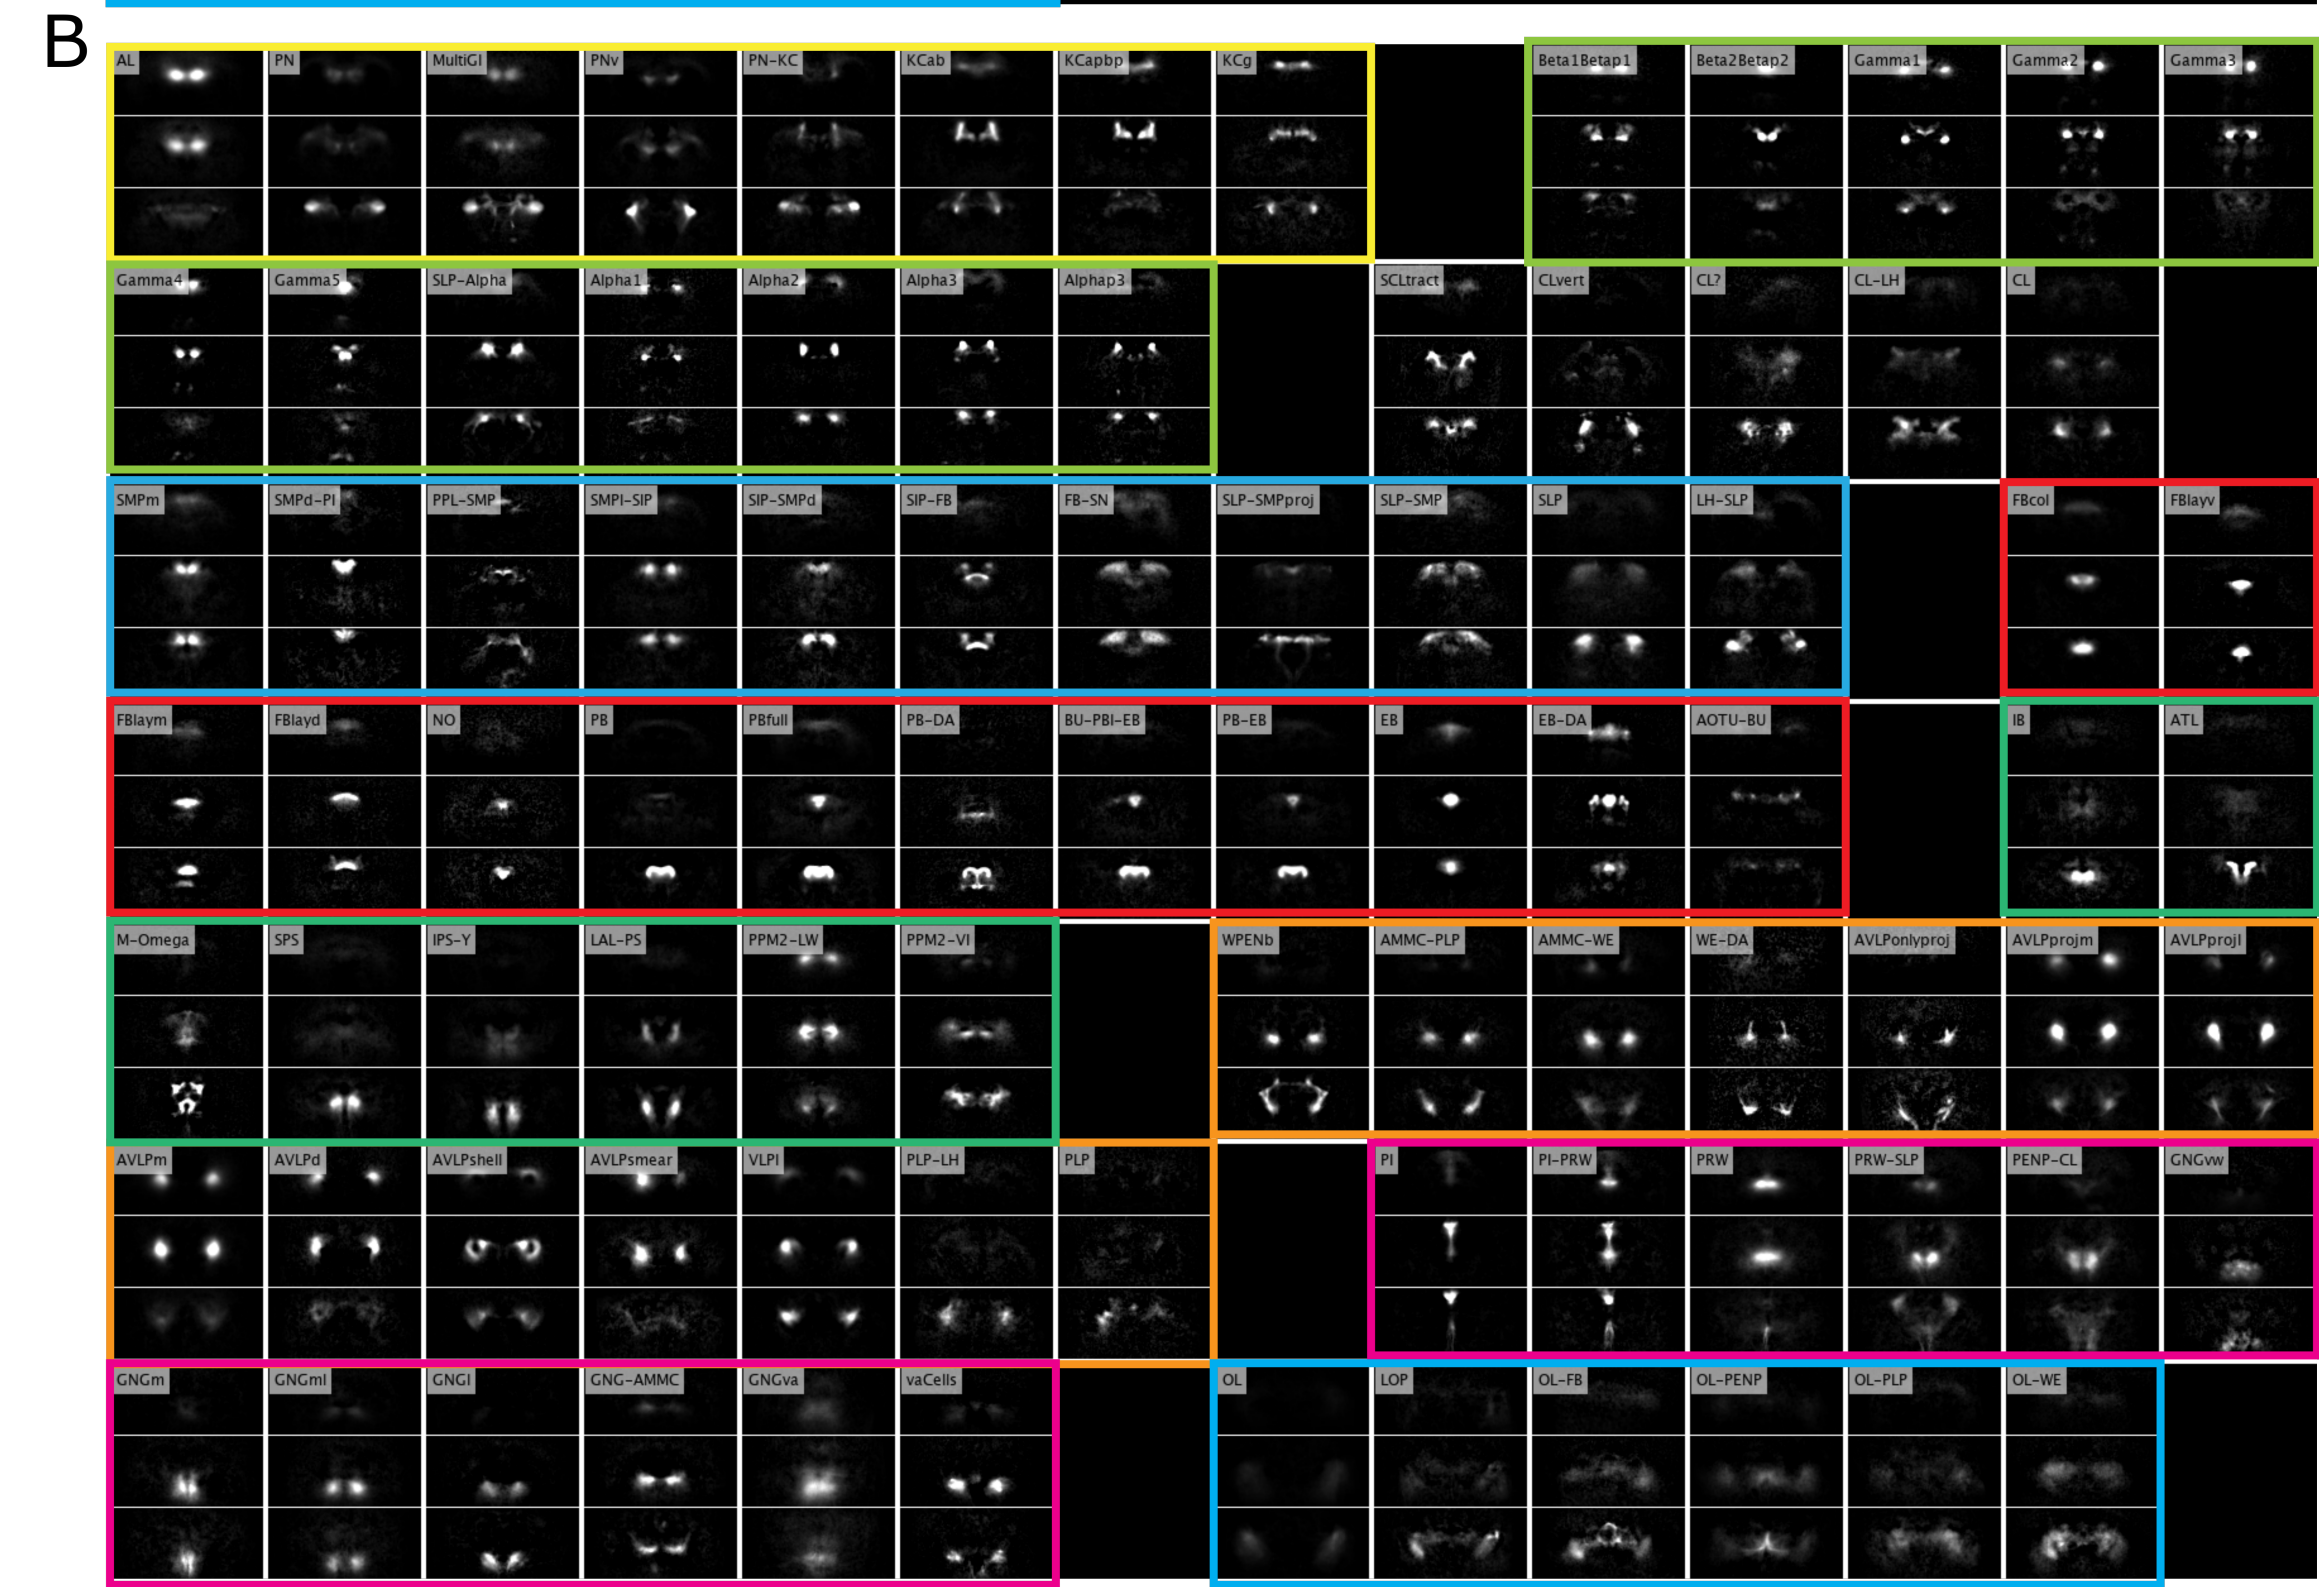 B
AL PN MultiGl PNv PN-KC KCab KCapbp KCg Beta1Betap1 Beta2Betap2 Gamma1 Gamma2 Gamma3
Gamma4 Gamma5 SLP-Alpha Alpha1 Alpha2 Alpha3 Alphap3 SCLtract CLvert CL? CL-LH CL
SMPm SMPd-PI PPL-SMP SMPl-SIP SIP-SMPd SIP-FB FB-SN SLP-SMPproj SLP-SMP SLP LH-SLP FBcol FBlayv
FBlaym FBlayd NO PB PBfull PB-DA BU-PBl-EB PB-EB EB EB-DA AOTU-BU IB ATL
M-Omega SPS IPS-Y LAL-PS PPM2-LW PPM2-VI WPENb AMMC-PLP AMMC-WE WE-DA AVLPonlyproj AVLPprojm AVLPprojl
AVLPm AVLPd AVLPshell AVLPsmear VLPl PLP-LH PLP PI PI-PRW PRW PRW-SLP PENP-CL GNGvw
GNGm GNGml GNGl GNG-AMMC GNGva vaCells OL LOP OL-FB OL-PENP OL-PLP OL-WE